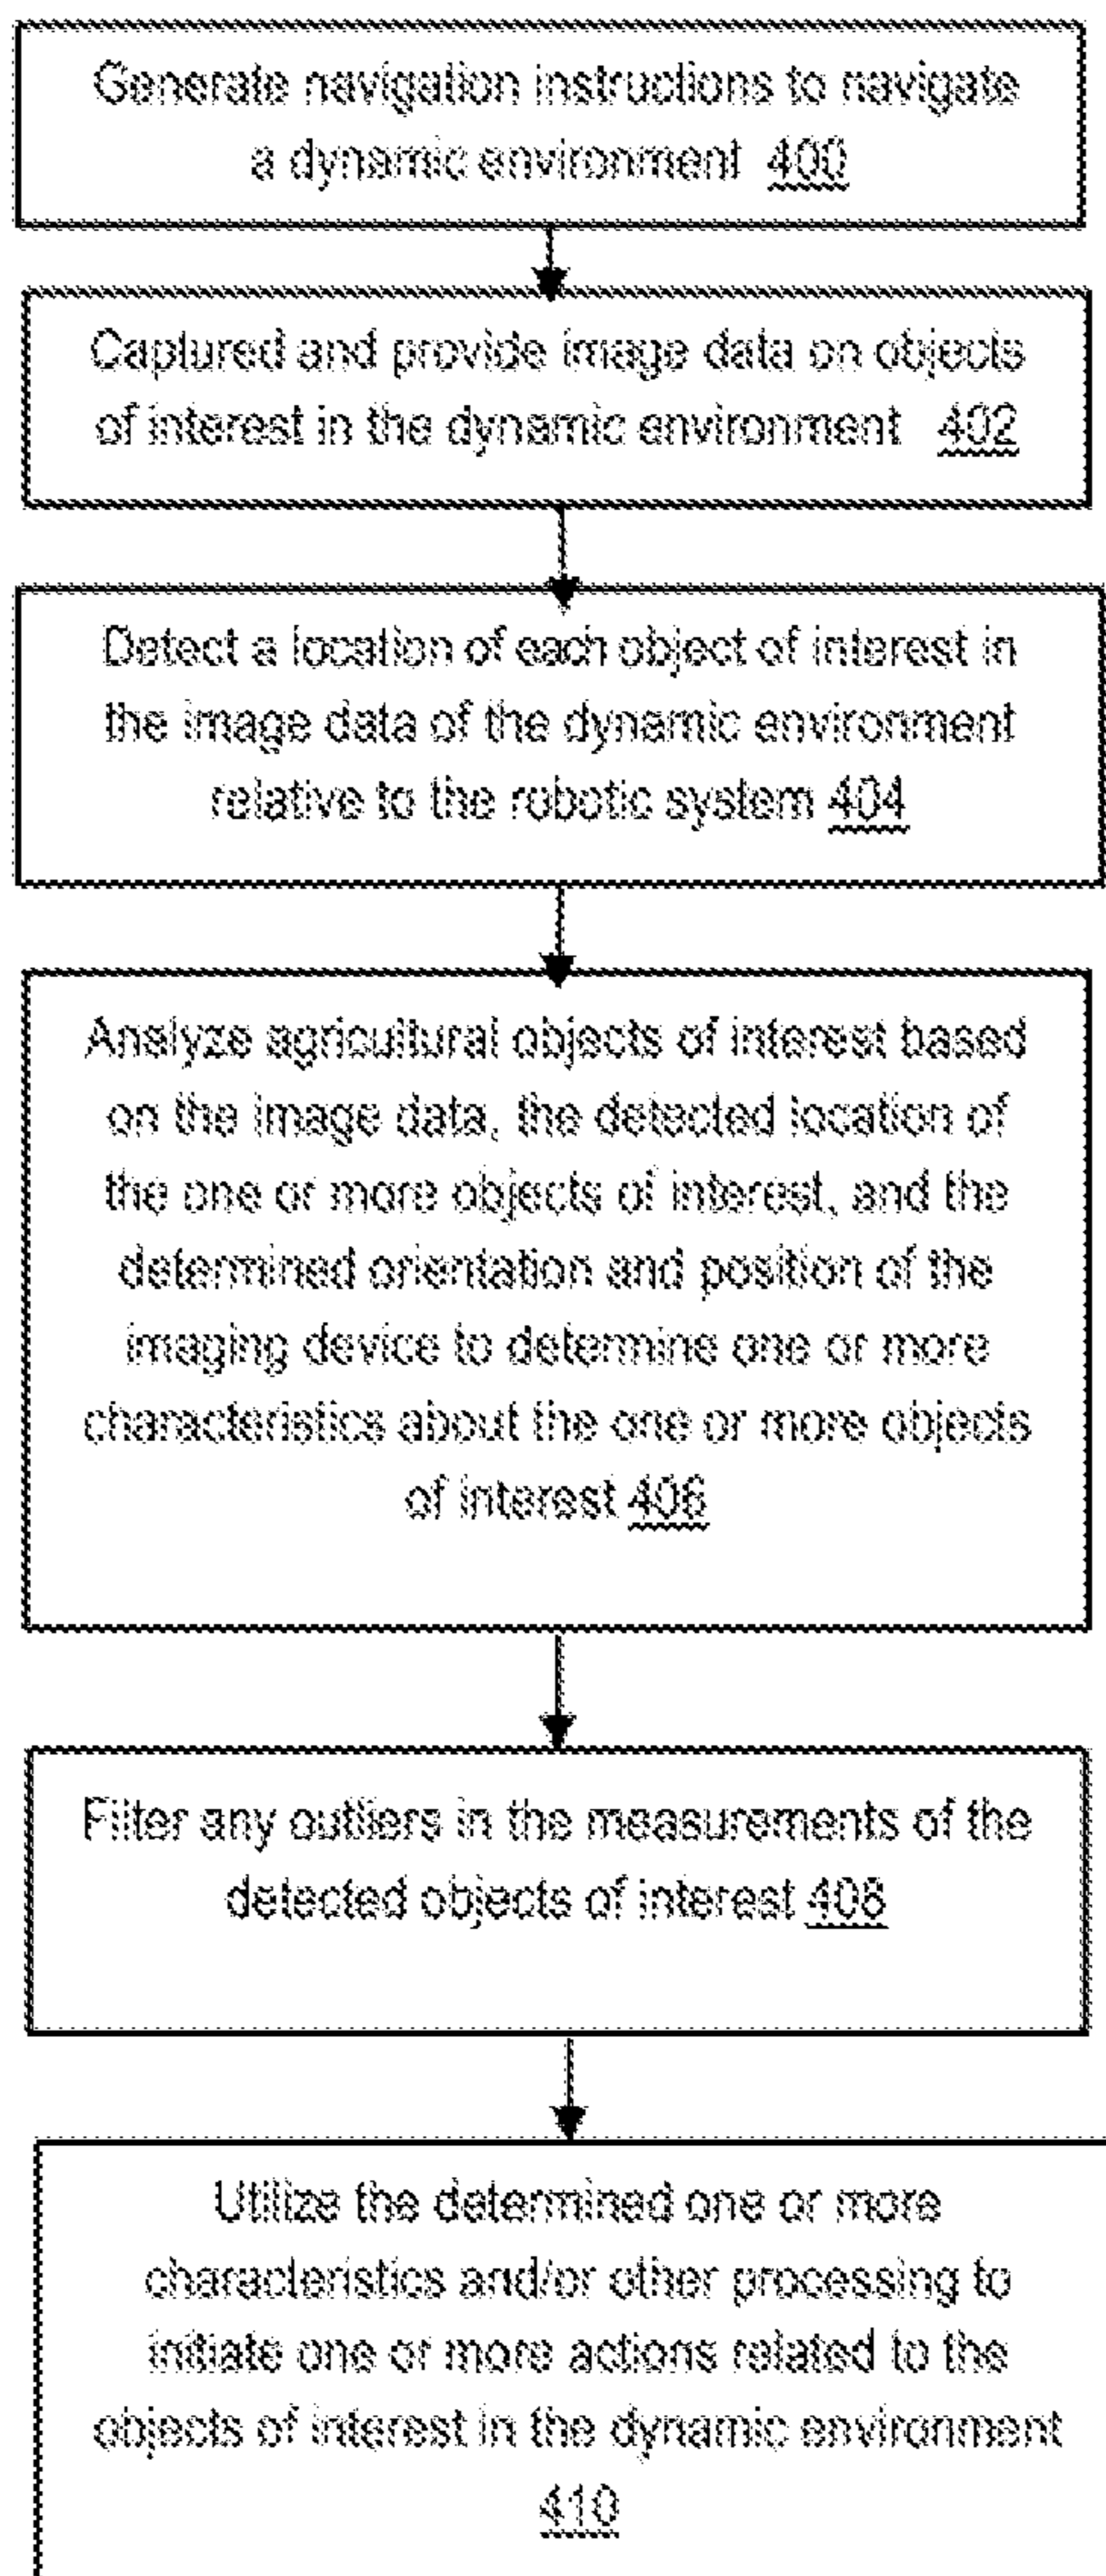 Generate navigation instructions to navigate
a dynamic environment 400
Captured and provide image data on objects
of interest in the dynamic environment 402
Detect a location of each object of interest in
the image data of the dynamic environment
relative to the robotic system 404
Analyze agricultural objects of interest based
on the image data, the detected location of
the one or more objects of interest, and the
determined orientation and position of the
imaging device to determine one or more
characteristics about the one or more objects
of interest 406
Filter any outliers in the measurements of the
detected objects of interest 408
Utilize the determined one or more
characteristics and/or other processing to
initiate one or more actions related to the
objects of interest in the dynamic environment
410